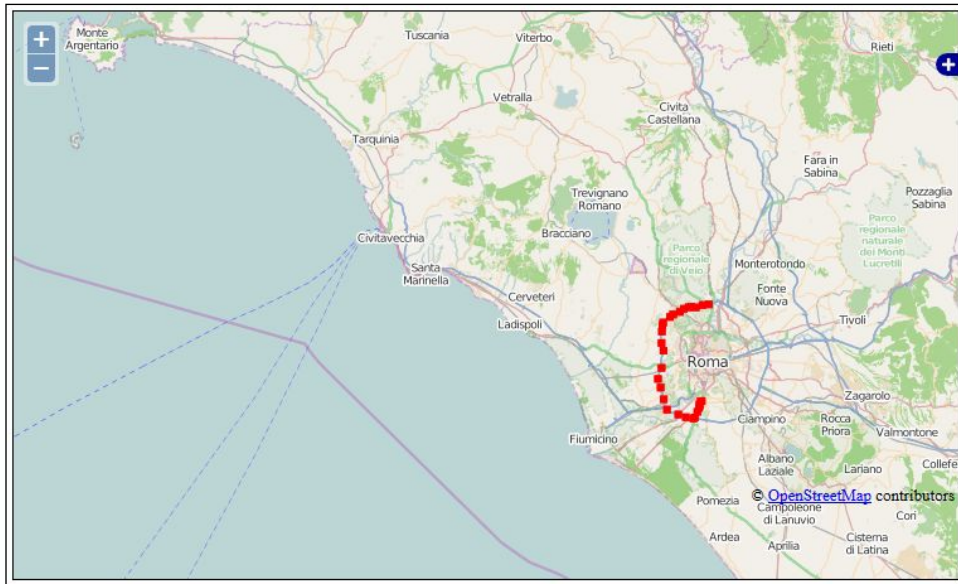 Monte
Argentario
Tuscania
Viterbo
Rieti
+
−
+
Vetralla
Civita
Castellana
Tarquinia
Fara in
Sabina
Trevignano
Romano
Pozzaglia
Sabina
Bracciano
Civitavecchia
Parco
regionale
di Veio
Parco
regionale
naturale
dei Monti
Lucretili
Monterotondo
Santa
Marinella
Fonte
Nuova
Cerveteri
Ladispoli
Tivoli
Roma
Zagarolo
Fiumicino
Ciampino
Rocca
Priora
Valmontone
Albano
Laziale
Lariano
Collefe
Pomezia
© OpenStreetMap contributors
Campoleone
di Lanuvio
Cori
Ardea
Aprilia
Cisterna
di Latina